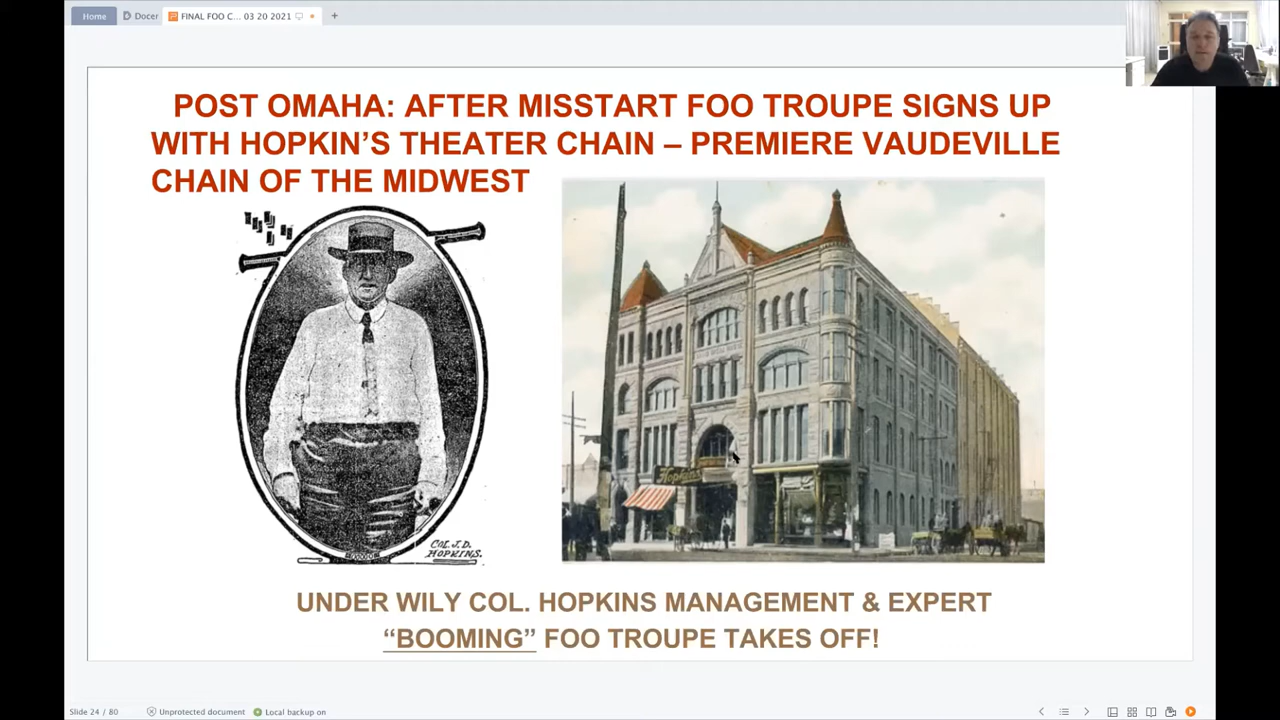 Home
Docer
FINAL FOO C... 03 20 2021
POST OMAHA: AFTER MISSTART FOO TROUPE SIGNS UP
WITH HOPKIN’S THEATER CHAIN – PREMIERE VAUDEVILLE
CHAIN OF THE MIDWEST
COL. J. D.
HOPKINS.
Hopkins
UNDER WILY COL. HOPKINS MANAGEMENT & EXPERT
“BOOMING” FOO TROUPE TAKES OFF!
Slide 24 / 80
Unprotected document
Local backup on